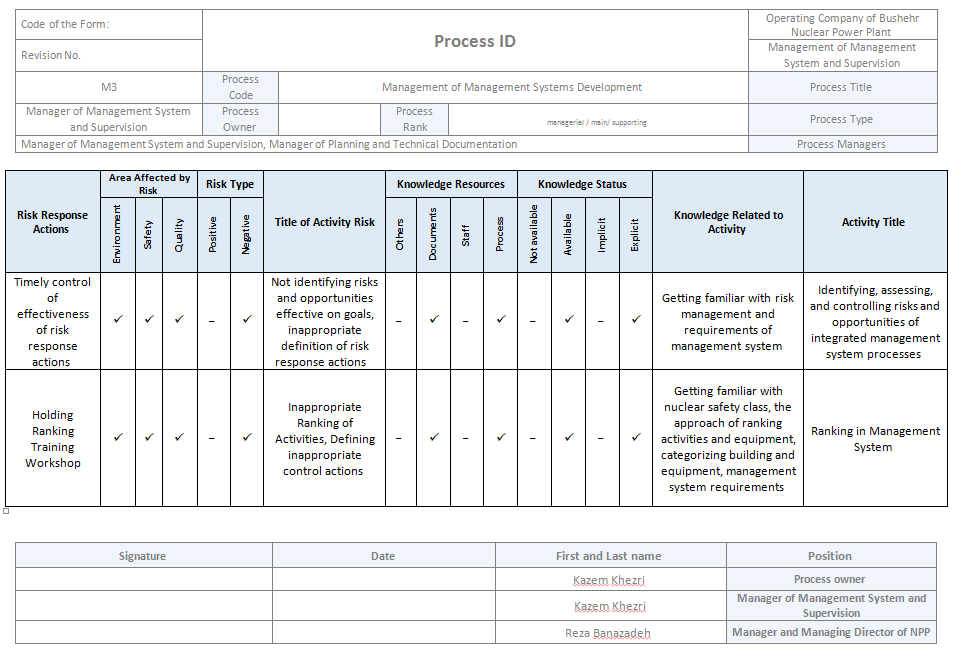 Code of the Form:
Revision No.
Process ID
Operating Company of Bushehr
Nuclear Power Plant
Management of Management
System and Supervision
M3
Process
Code
Management of Management Systems Development
Process Title
Manager of Management System
and Supervision
Process
Owner
Process
Rank
managerial / main/ supporting
Process Type
Manager of Management System and Supervision, Manager of Planning and Technical Documentation
Process Managers
Risk Response
Actions
Area Affected by
Risk
Environment
Safety
Quality
Risk Type
Positive
Negative
Title of Activity Risk
Knowledge Resources
Others
Documents
Staff
Process
Knowledge Status
Not available
Available
Implicit
Explicit
Knowledge Related to
Activity
Activity Title
Timely control
of
effectiveness
of risk
response
actions
✓ ✓ ✓ – ✓
Not identifying risks
and opportunities
effective on goals,
inappropriate
definition of risk
response actions
– ✓ – ✓ – ✓ – ✓
Getting familiar with risk
management and
requirements of
management system
Identifying, assessing,
and controlling risks and
opportunities of
integrated management
system processes
Holding
Ranking
Training
Workshop
✓ ✓ ✓ – ✓
Inappropriate
Ranking of
Activities, Defining
inappropriate
control actions
– ✓ – ✓ – ✓ – ✓
Getting familiar with
nuclear safety class, the
approach of ranking
activities and equipment,
categorizing building and
equipment, management
system requirements
Ranking in Management
System
Signature
Date
First and Last name
Position
Kazem Khezri
Process owner
Kazem Khezri
Manager of Management System and
Supervision
Reza Banazadeh
Manager and Managing Director of NPP